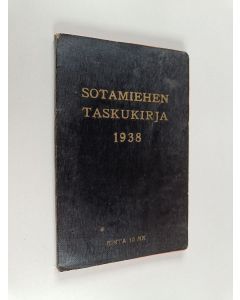 SOTAMIEHEN
TASKUKIRJA
1938
HINTA 10 MK